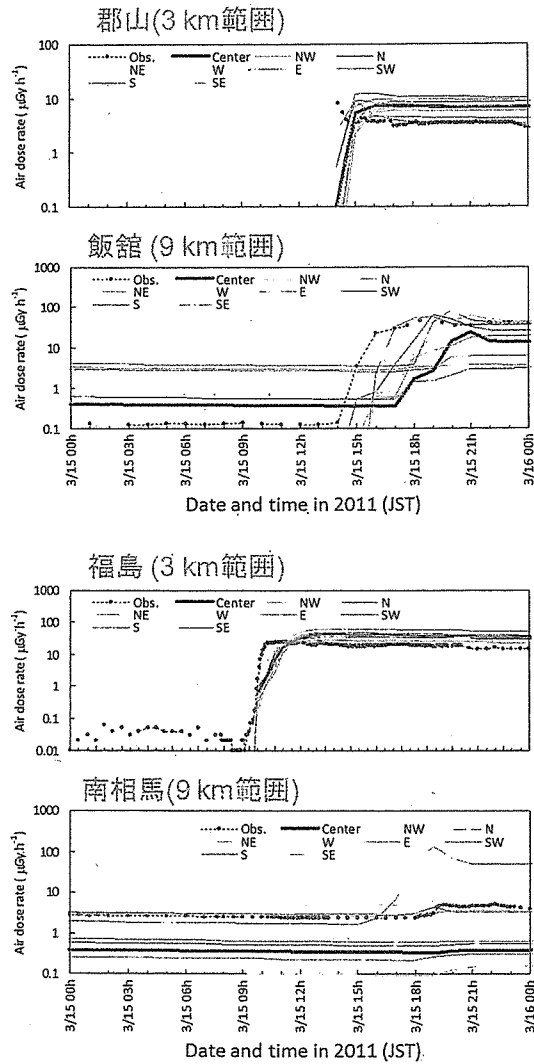 郡山(3 km範囲)
100
10
1
0.1
Air dose rate ( μGy h⁻¹)
Obs. Center NW N
NE W E SW
S SE
飯舘 (9 km範囲)
1000
100
10
1
0.1
Air dose rate ( μGy h⁻¹)
Obs. Center NW N
NE W E SW
S SE
3/15 00h
3/15 03h
3/15 06h
3/15 09h
3/15 12h
3/15 15h
3/15 18h
3/15 21h
3/16 00h
Date and time in 2011 (JST)
福島 (3 km範囲)
1000
100
10
1
0.1
0.01
Air dose rate ( μGy h⁻¹)
Obs. Center NW N
NE W E SW
S SE
南相馬(9 km範囲)
1000
100
10
1
0.1
Air dose rate ( μGy h⁻¹)
Obs. Center NW N
NE W E SW
S SE
3/15 00h
3/15 03h
3/15 06h
3/15 09h
3/15 12h
3/15 15h
3/15 18h
3/15 21h
3/16 00h
Date and time in 2011 (JST)